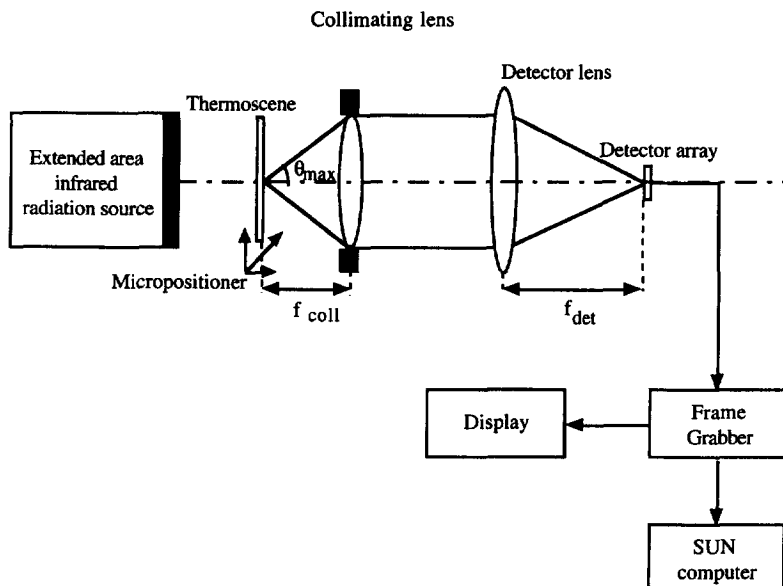 Collimating lens
Detector lens
Thermoscene
Detector array
Extended area
infrared
radiation source
θmax
Micropositioner
f coll
fdet
Display
Frame
Grabber
SUN
computer